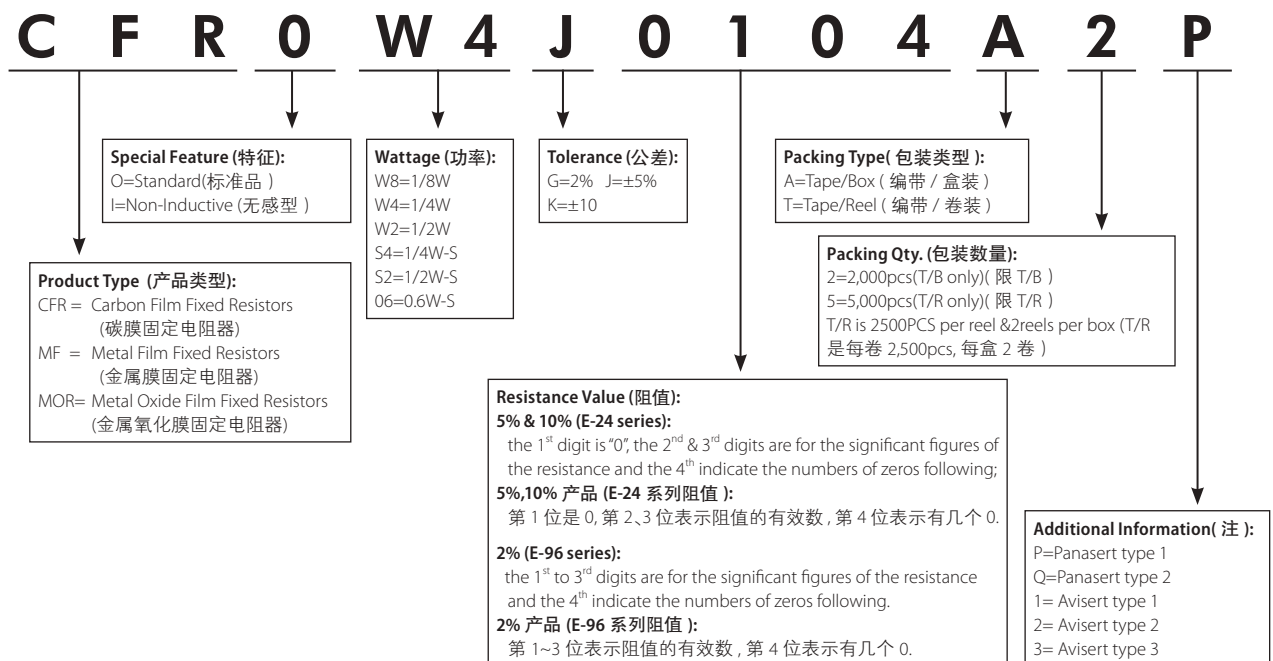 C F R 0 W 4 J 0 1 0 4 A 2 P
Special Feature (特征):
O=Standard(标准品 )
I=Non-Inductive (无感型 )
Wattage (功率):
W8=1/8W
W4=1/4W
W2=1/2W
S4=1/4W-S
S2=1/2W-S
06=0.6W-S
Tolerance (公差):
G=2% J=±5%
K=±10
Packing Type( 包装类型 ):
A=Tape/Box ( 编带 / 盒装 )
T=Tape/Reel ( 编带 / 卷装 )
Packing Qty. (包装数量):
2=2,000pcs(T/B only)( 限 T/B )
5=5,000pcs(T/R only)( 限 T/R )
T/R is 2500PCS per reel &2reels per box (T/R
是每卷 2,500pcs, 每盒 2 卷 )
Product Type (产品类型):
CFR = Carbon Film Fixed Resistors
(碳膜固定电阻器)
MF = Metal Film Fixed Resistors
(金属膜固定电阻器)
MOR= Metal Oxide Film Fixed Resistors
(金属氧化膜固定电阻器)
Resistance Value (阻值):
5% & 10% (E-24 series):
the 1st digit is “0”, the 2nd & 3rd digits are for the significant figures of
the resistance and the 4th indicate the numbers of zeros following;
5%,10% 产品 (E-24 系列阻值 ):
第 1 位是 0, 第 2、3 位表示阻值的有效数 , 第 4 位表示有几个 0.
2% (E-96 series):
the 1st to 3rd digits are for the significant figures of the resistance
and the 4th indicate the numbers of zeros following.
2% 产品 (E-96 系列阻值 ):
第 1~3 位表示阻值的有效数 , 第 4 位表示有几个 0.
Additional Information( 注 ):
P=Panasert type 1
Q=Panasert type 2
1= Avisert type 1
2= Avisert type 2
3= Avisert type 3